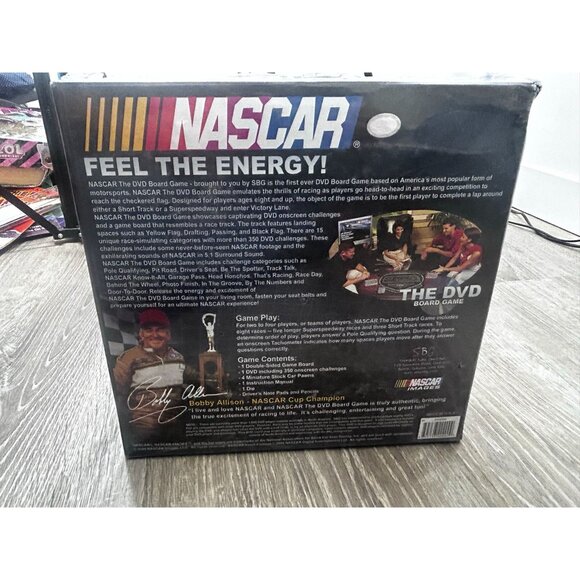 NASCAR®
FEEL THE ENERGY!
NASCAR The DVD Board Game - brought to you by SBG is the first ever DVD Board Game based on America's most popular form of
motorsports. NASCAR The DVD Board Game emulates the thrills of racing as players go head-to-head in an exciting competition to
reach the checkered flag. Designed for players ages eight and up, the object of the game is to be the first player to complete a lap around
either a Short Track or a Superspeedway and enter Victory Lane.
NASCAR The DVD Board Game showcases captivating DVD onscreen challenges
and a game board that resembles a race track. The track features landing
spaces such as Yellow Flag, Drafting, Passing, and Black Flag. There are 15
unique race-simulating categories with more than 350 DVD challenges. These
challenges include some never-before-seen NASCAR footage and the
exhilarating sounds of NASCAR in 5.1 Surround Sound.
NASCAR The DVD Board Game includes challenge categories such as
Pole Qualifying, Pit Road, Driver's Seat, By The Spotter, Track Talk,
NASCAR Know-It-All, Garage Pass, Head Honchos, That's Racing, Race Day,
Behind The Wheel, Photo Finish, In The Groove, By The Numbers and
Door-To-Door. Release the energy and excitement of
NASCAR The DVD Board Game in your living room, fasten your seat belts and
prepare yourself for an ultimate NASCAR experience!
THE DVD
BOARD GAME
Game Play:
For two to four players, or teams of players, NASCAR The DVD Board Game includes
eight races - five longer Superspeedway races and three Short Track races. To
determine order of play, players answer a Pole Qualifying question. During the game,
an onscreen Tachometer indicates how many spaces players move after they answer
questions correctly.
Game Contents:
- 1 Double-Sided Game Board
- 1 DVD including 350 onscreen challenges
- 4 Miniature Stock Car Pawns
- 1 Instruction Manual
- 1 Die
- Driver's Note Pads and Pencils
NASCAR
IMAGES
Bobby Allison
Bobby Allison - NASCAR Cup Champion
"I live and love NASCAR and NASCAR The DVD Board Game is truly authentic, bringing
the true excitement of racing to life. It's challenging, entertaining and great fun!"